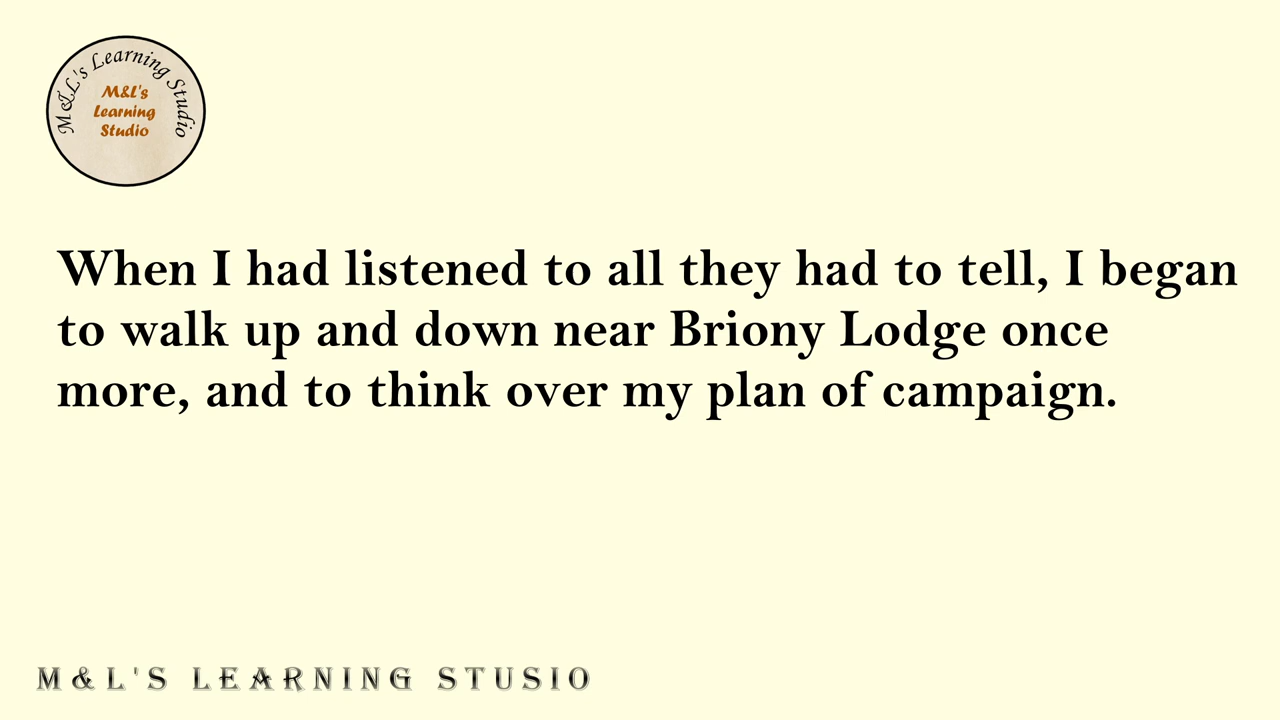 M&L's Learning Studio
M&L's
Learning
Studio
When I had listened to all they had to tell, I began
to walk up and down near Briony Lodge once
more, and to think over my plan of campaign.
M&L'S LEARNING STUSIO